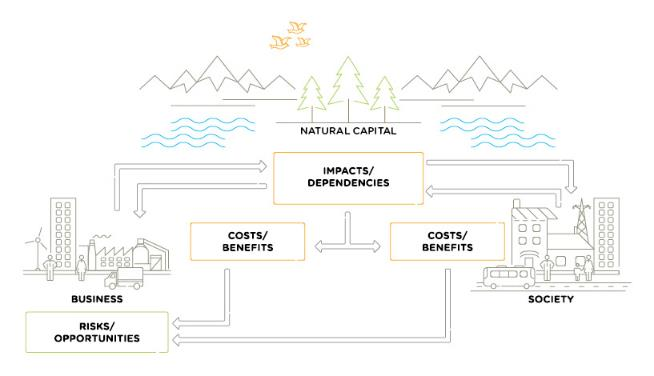 NATURAL CAPITAL
IMPACTS/
DEPENDENCIES
COSTS/
BENEFITS
COSTS/
BENEFITS
BUSINESS
SOCIETY
RISKS/
OPPORTUNITIES